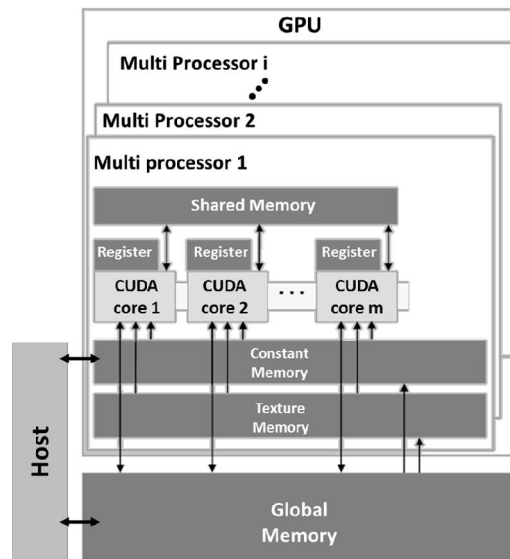 GPU
Multi Processor i
Multi Processor 2
Multi processor 1
Shared Memory
Register Register Register
CUDA CUDA ... CUDA
core 1 core 2 core m
Constant
Memory
Texture
Memory
Host
Global
Memory